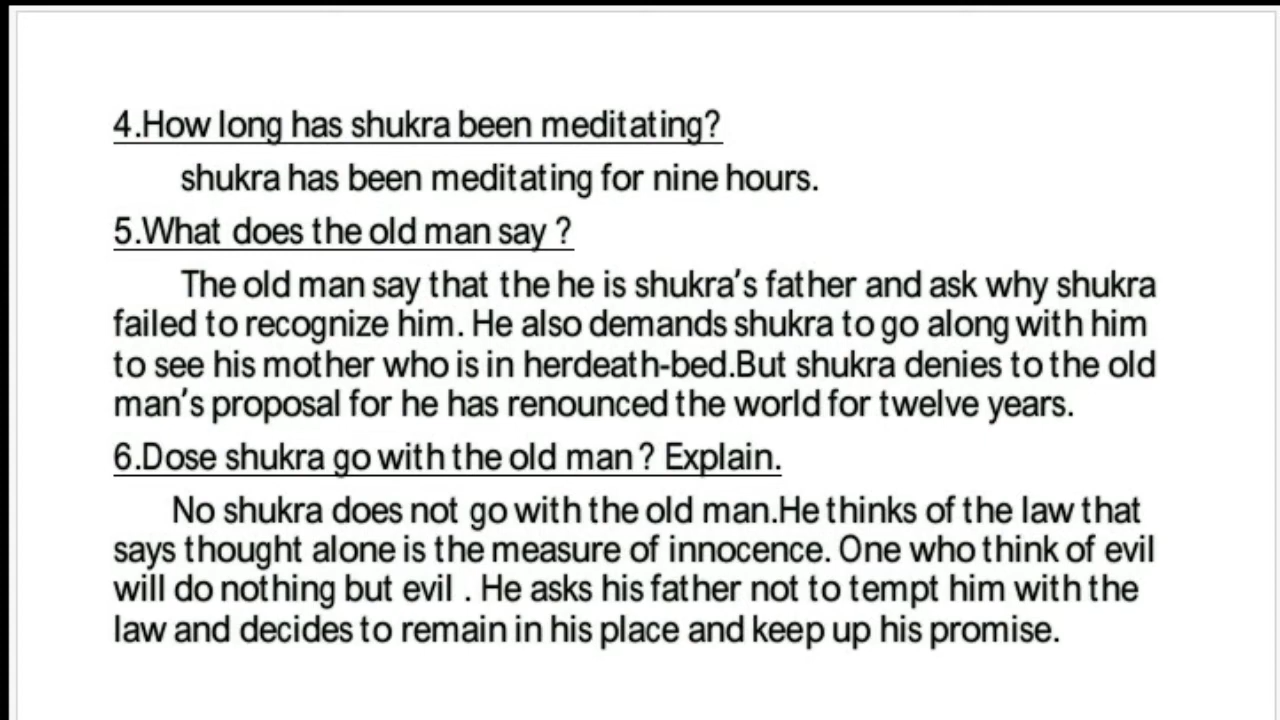 4.How long has shukra been meditating?
shukra has been meditating for nine hours.
5.What does the old man say ?
The old man say that the he is shukra's father and ask why shukra
failed to recognize him. He also demands shukra to go along with him
to see his mother who is in herdeath-bed.But shukra denies to the old
man's proposal for he has renounced the world for twelve years.
6.Dose shukra go with the old man? Explain.
No shukra does not go with the old man.He thinks of the law that
says thought alone is the measure of innocence. One who think of evil
will do nothing but evil . He asks his father not to tempt him with the
law and decides to remain in his place and keep up his promise.